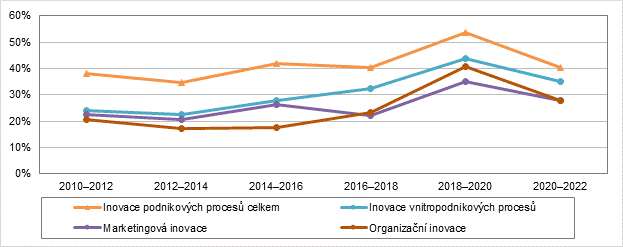 60%
50%
40%
30%
20%
10%
0%
2010–2012 2012–2014 2014–2016 2016–2018 2018–2020 2020–2022
Inovace podnikových procesů celkem Inovace vnitropodnikových procesů
Marketingová inovace Organizační inovace